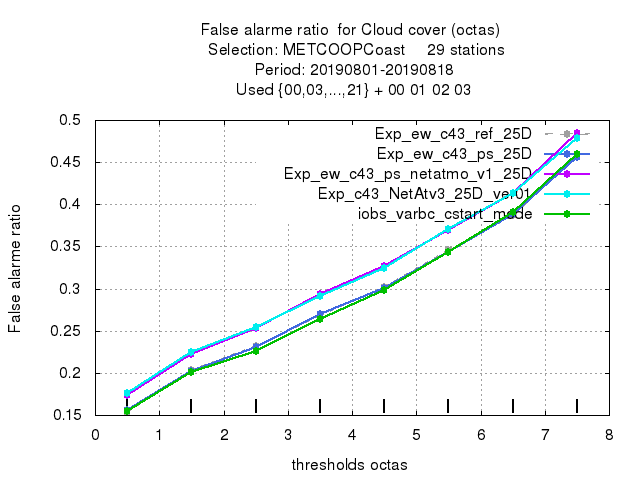 False alarme ratio  for Cloud cover (octas)
Selection: METCOOPCoast     29 stations
Period: 20190801-20190818
Used {00,03,...,21} + 00 01 02 03
0.5
0.45
0.4
0.35
0.3
0.25
0.2
0.15
False alarme ratio
Exp_ew_c43_ref_25D
Exp_ew_c43_ps_25D
Exp_ew_c43_ps_netatmo_v1_25D
Exp_c43_NetAtv3_25D_ver01
iobs_varbc_cstart_mode
0 1 2 3 4 5 6 7 8
thresholds octas